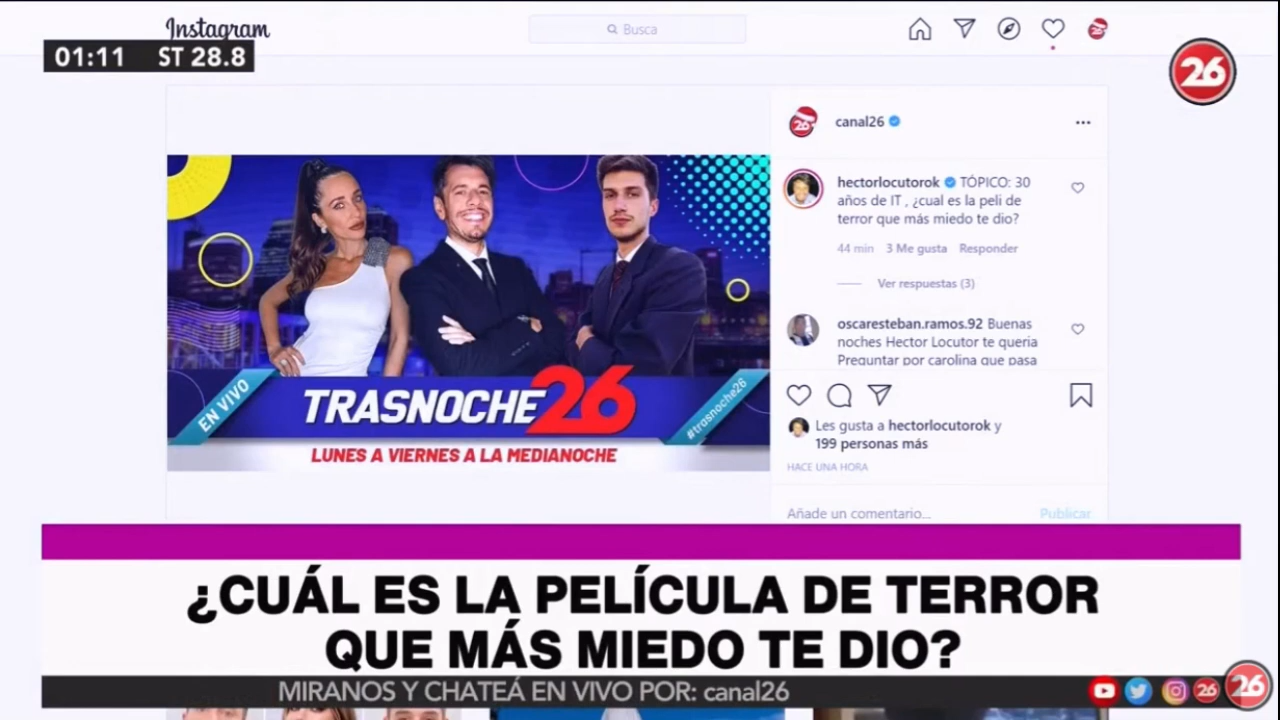 Instagram
Busca
01:11 ST 28.8
26
canal26
hectorlocutorok TÓPICO: 30
años de IT , ¿cual es la peli de
terror que más miedo te dio?
44 min 3 Me gusta Responder
Ver respuestas (3)
oscaresteban.ramos.92 Buenas
noches Hector Locutor te queria
Preguntar por carolina que pasa
Les gusta a hectorlocutorok y
199 personas más
HACE UNA HORA
Añade un comentario...
Publicar
EN VIVO
TRASNOCHE26
#trasnoche26
LUNES A VIERNES A LA MEDIANOCHE
¿CUÁL ES LA PELÍCULA DE TERROR
QUE MÁS MIEDO TE DIO?
MIRANOS Y CHATEÁ EN VIVO POR: canal26
26
26